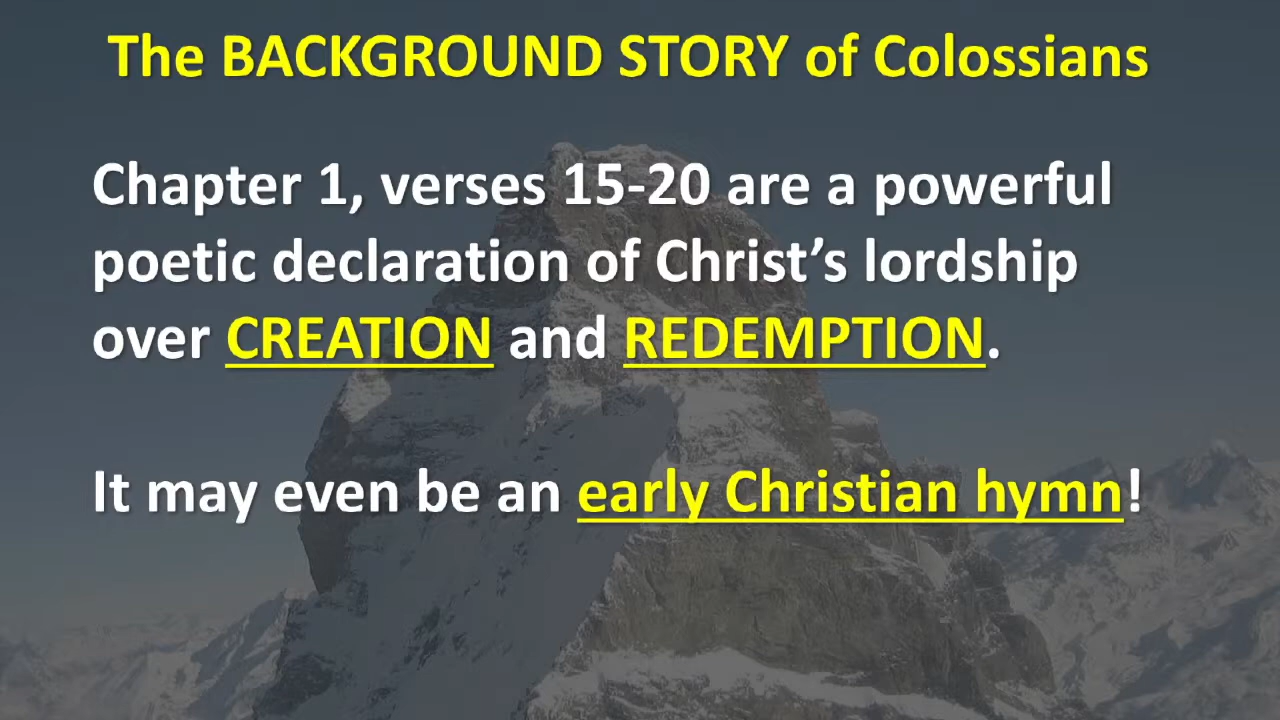 The BACKGROUND STORY of Colossians
Chapter 1, verses 15-20 are a powerful
poetic declaration of Christ’s lordship
over CREATION and REDEMPTION.
It may even be an early Christian hymn!